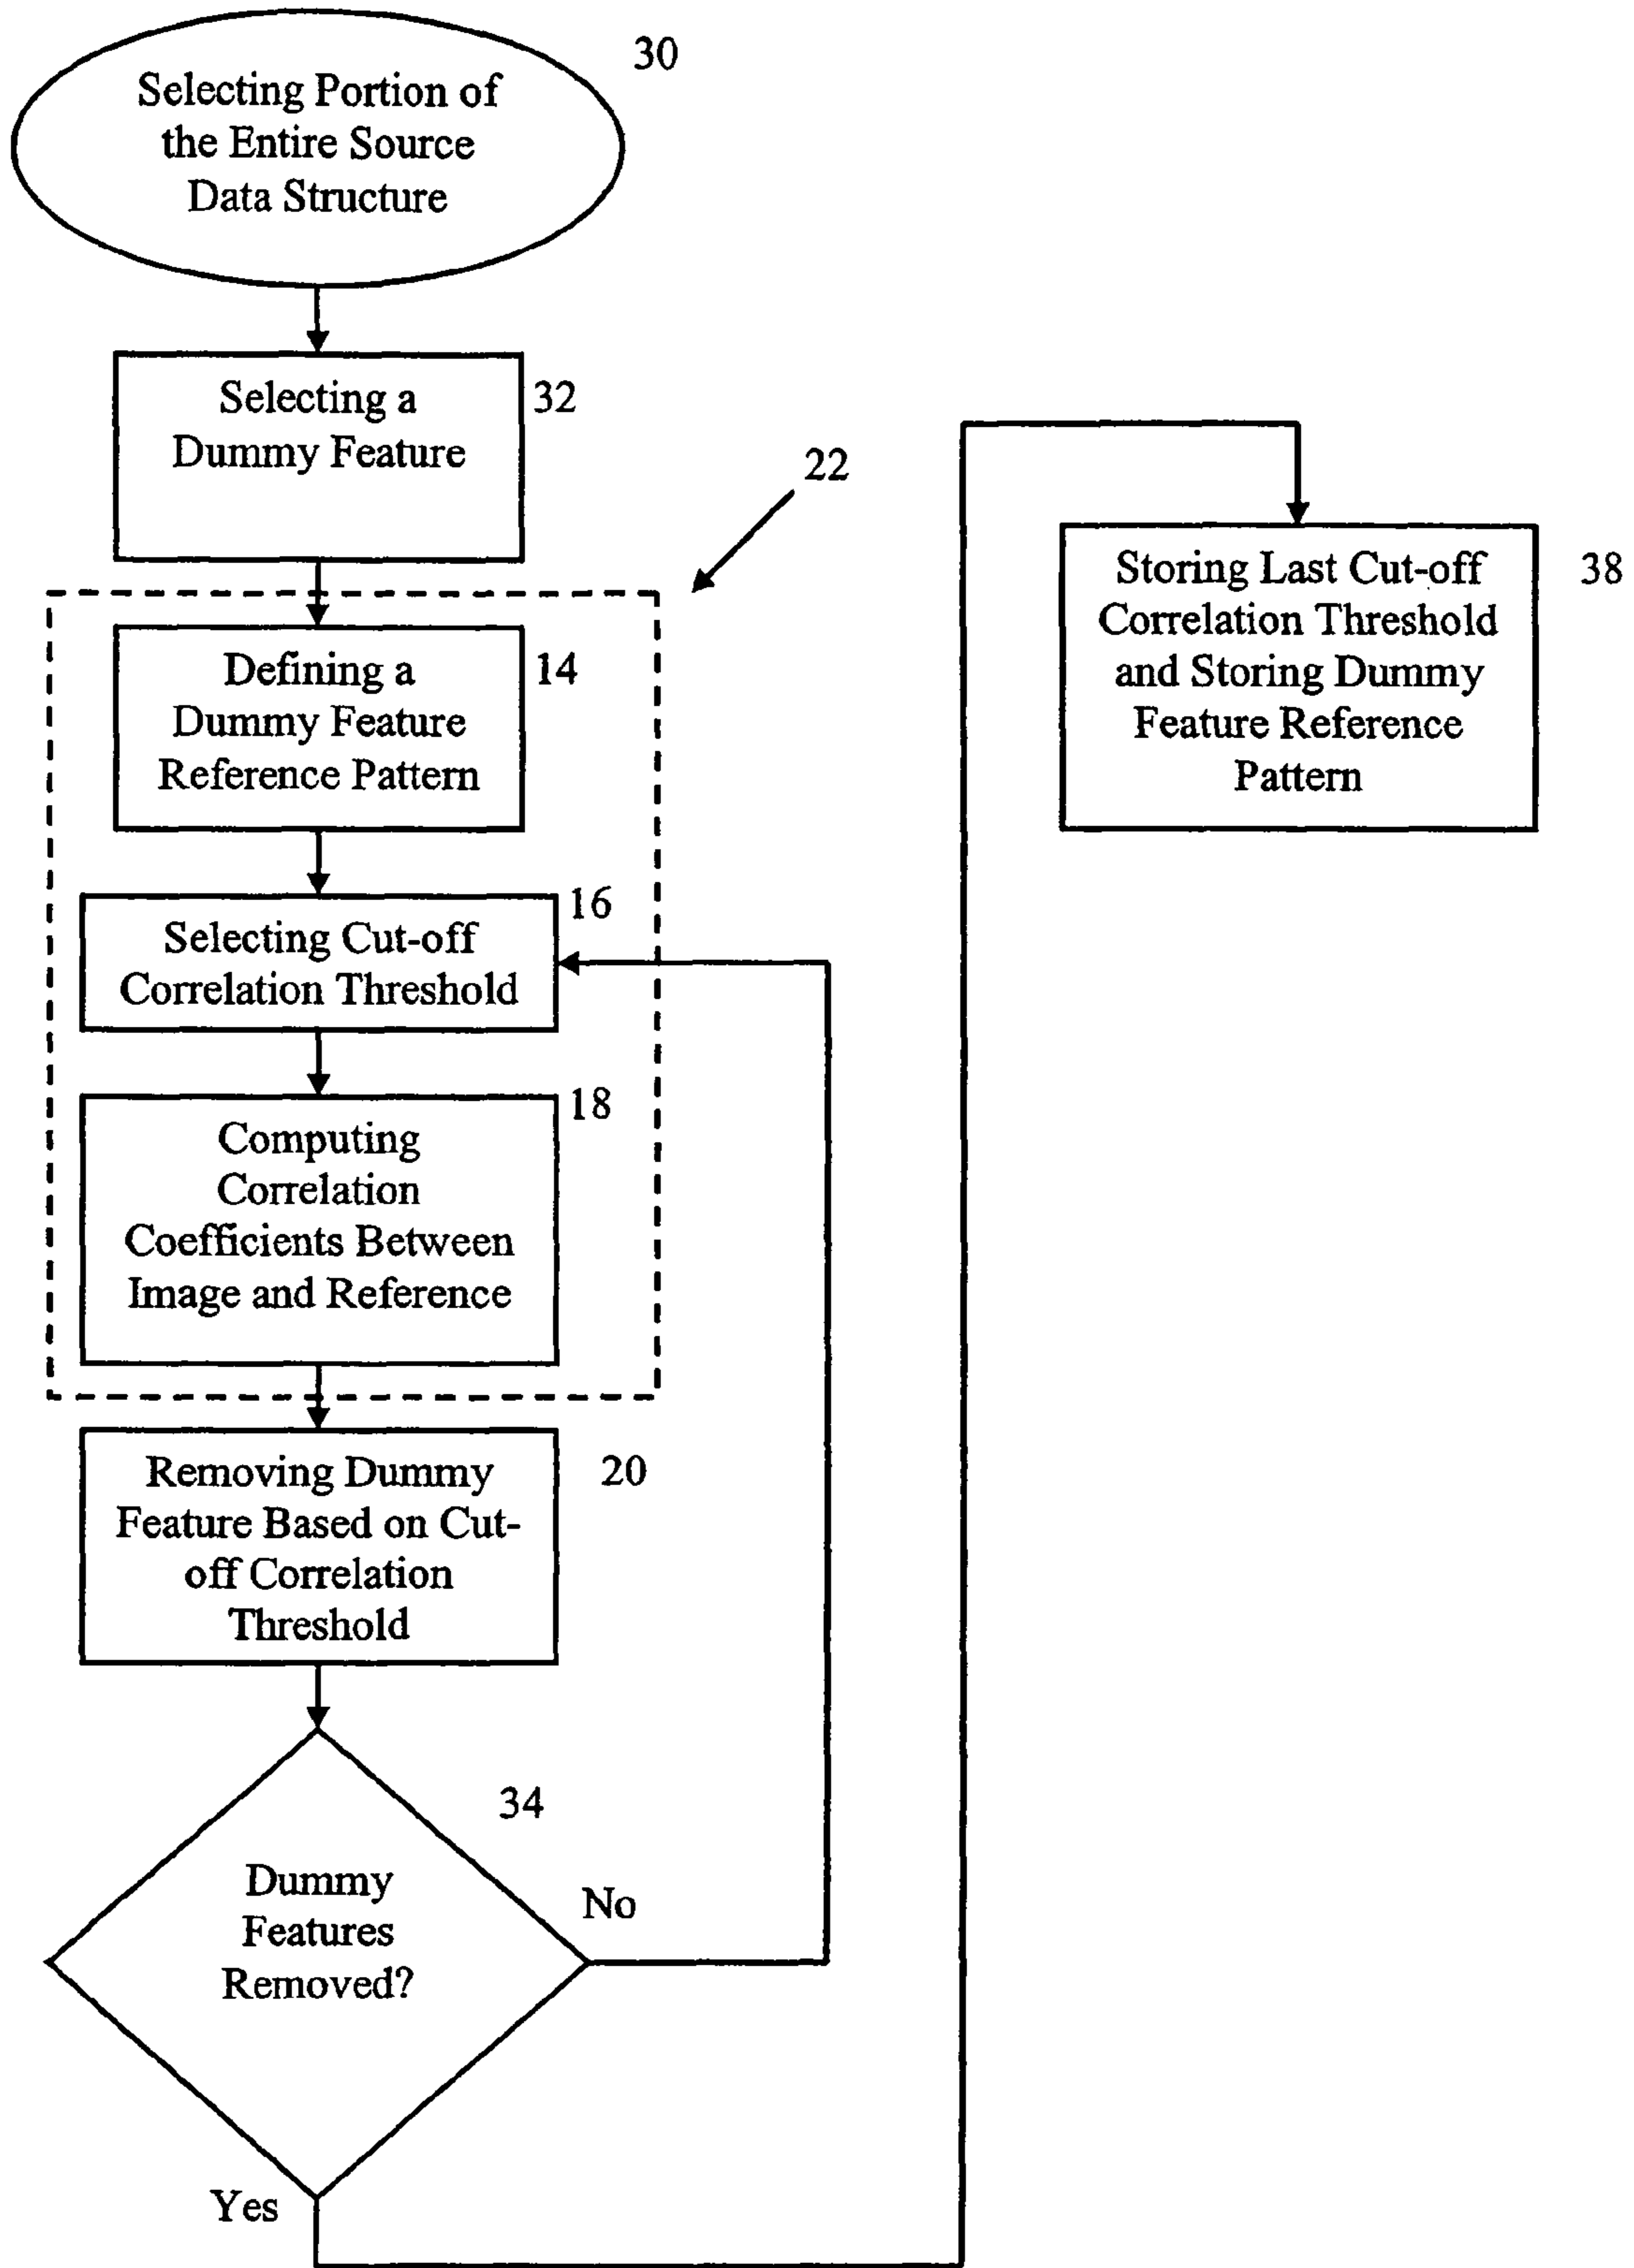 30
Selecting Portion of
the Entire Source
Data Structure
Selecting a
Dummy Feature
32
22
Defining a
Dummy Feature
Reference Pattern
14
16
Selecting Cut-off
Correlation Threshold
18
Computing
Correlation
Coefficients Between
Image and Reference
Removing Dummy
Feature Based on Cut-
off Correlation
Threshold
20
34
Dummy
Features
Removed?
No
Yes
Storing Last Cut-off
Correlation Threshold
and Storing Dummy
Feature Reference
Pattern
38